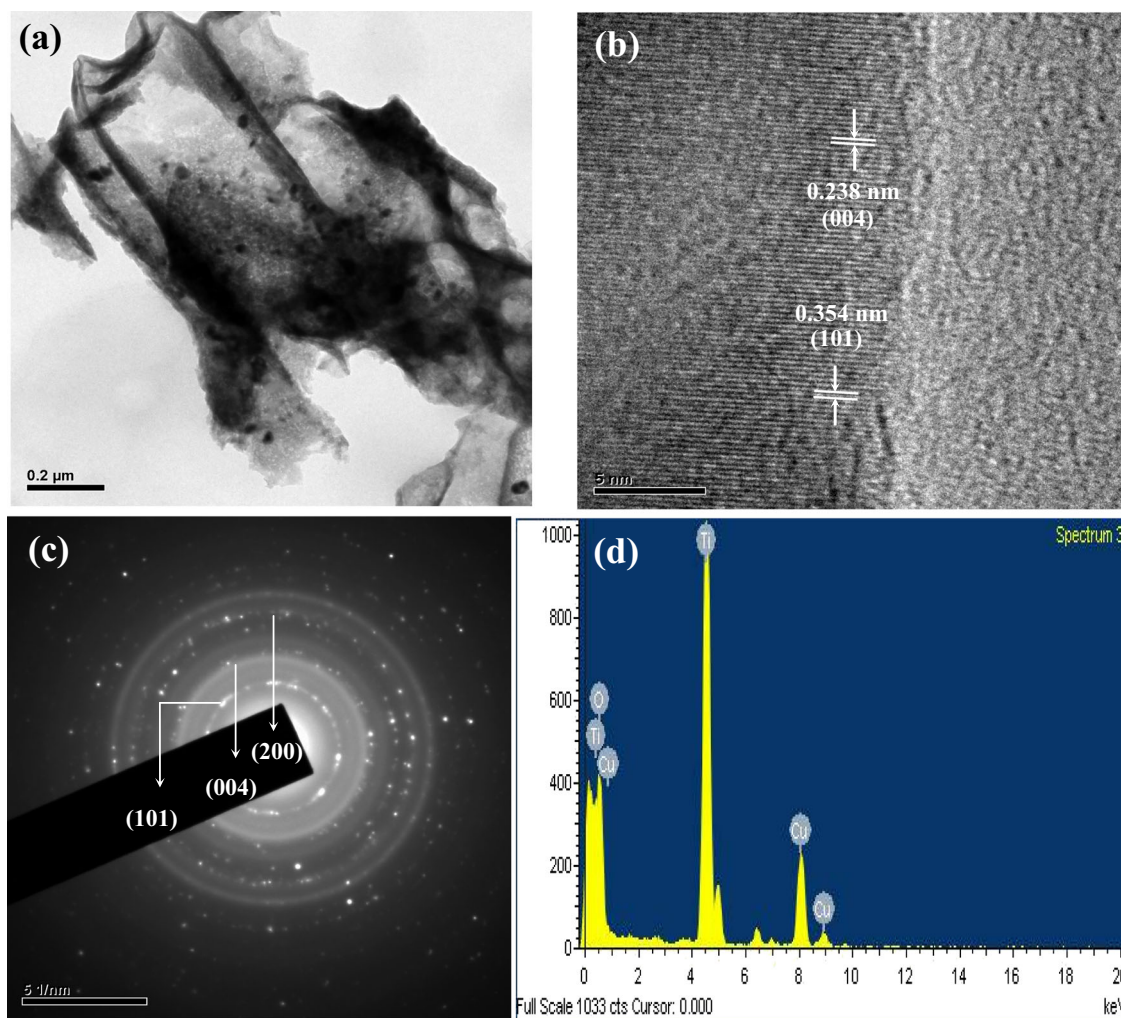 (a)
0.2 µm
(b)
0.238 nm
(004)
0.354 nm
(101)
5 nm
(c)
(200)
(004)
(101)
5 1/nm
(d)
Spectrum 3
1000
800
600
400
200
0
Ti
O
Ti
Cu
Cu
Cu
0 2 4 6 8 10 12 14 16 18 20
Full Scale 1033 cts Cursor: 0.000
keV